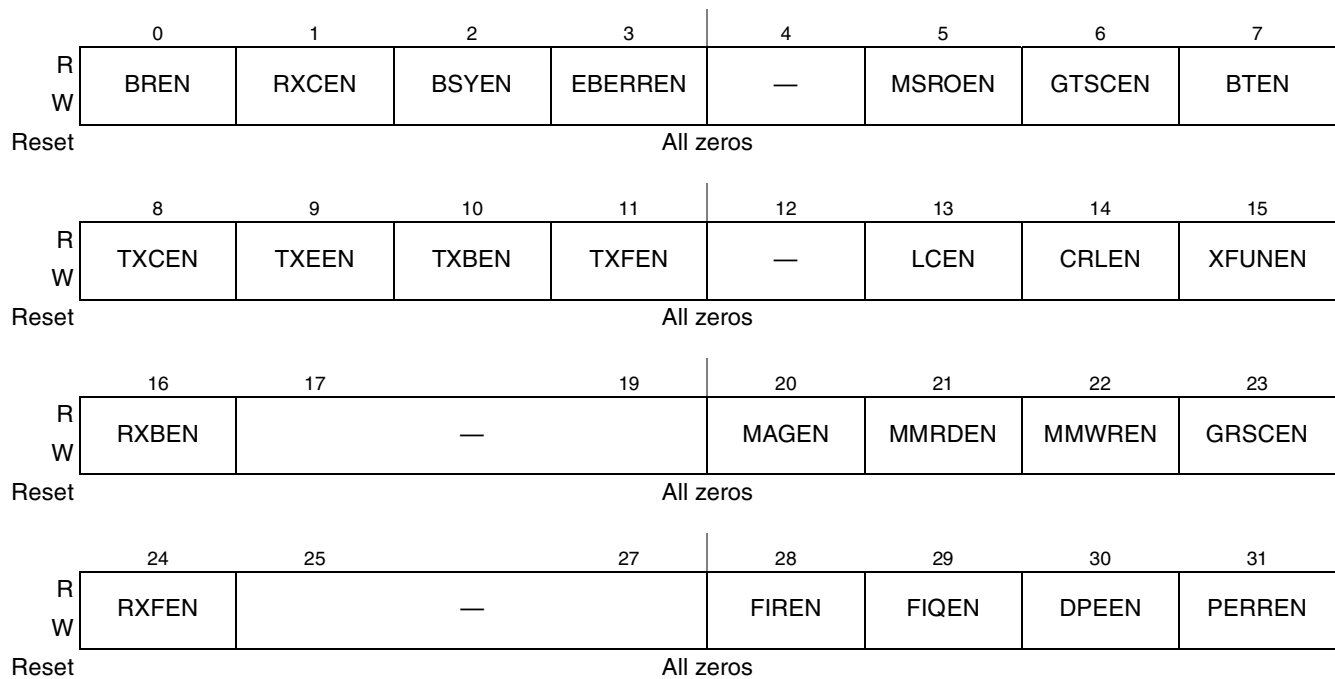 0 1 2 3 4 5 6 7
R
W
BREN RXCEN BSYEN EBERREN — MSROEN GTSCEN BTEN
Reset All zeros
8 9 10 11 12 13 14 15
R
W
TXCEN TXEEN TXBEN TXFEN — LCEN CRLEN XFUNEN
Reset All zeros
16 17 19 20 21 22 23
R
W
RXBEN — MAGEN MMRDEN MMWREN GRSCEN
Reset All zeros
24 25 27 28 29 30 31
R
W
RXFEN — FIREN FIQEN DPEEN PERREN
Reset All zeros